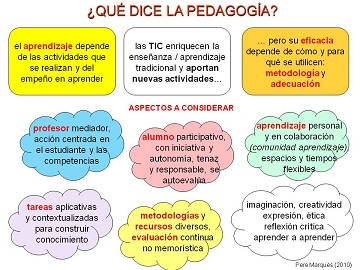 ¿QUÉ DICE LA PEDAGOGÍA?
el aprendizaje depende
de las actividades que
se realizan y del
empeño en aprender
las TIC enriquecen la
enseñanza / aprendizaje
tradicional y aportan
nuevas actividades...
... pero su eficacia
depende de cómo y para
qué se utilicen:
metodología y
adecuación
ASPECTOS A CONSIDERAR
profesor mediador,
acción centrada en
el estudiante y las
competencias
alumno participativo,
con iniciativa y
autonomía, tenaz
y responsable, se
autoevalúa
aprendizaje personal
y en colaboración
(comunidad aprendizaje),
espacios y tiempos
flexibles
tareas aplicativas
y contextualizadas
para construir
conocimiento
metodologías y
recursos diversos,
evaluación continua
no memorística
imaginación, creatividad
expresión, ética
reflexión crítica
aprender a aprender
Pere Marquès (2010)